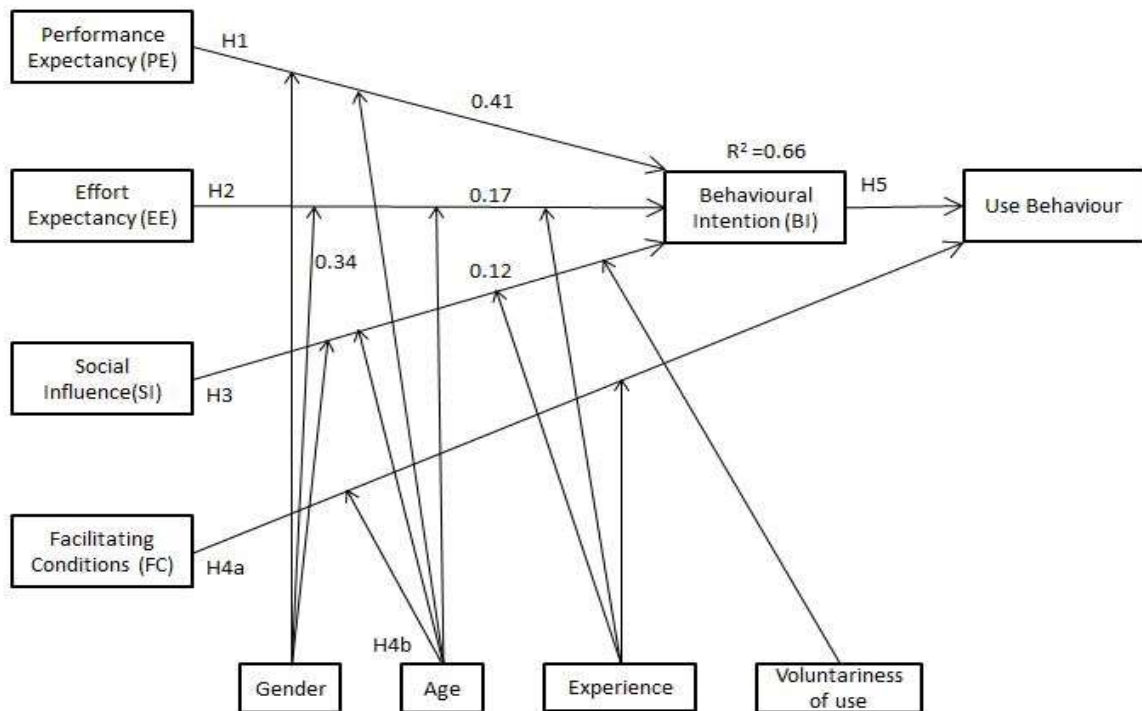 Performance
Expectancy (PE)
H1
0.41
R² =0.66
Effort
Expectancy (EE)
H2
0.17
Behavioural
Intention (BI)
H5
Use Behaviour
0.34
0.12
Social
Influence(SI)
H3
Facilitating
Conditions (FC)
H4a
H4b
Gender
Age
Experience
Voluntariness
of use